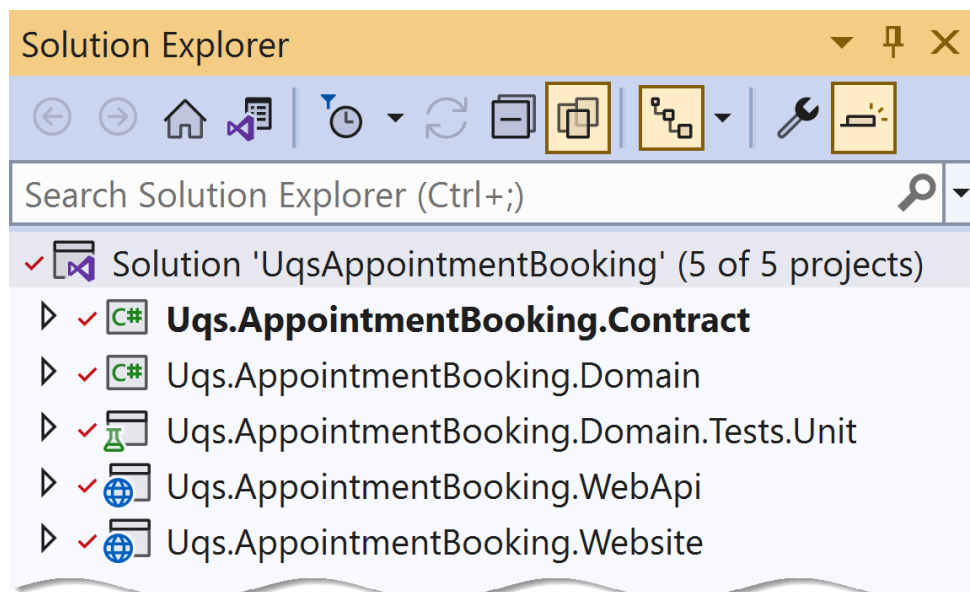 Solution Explorer
Search Solution Explorer (Ctrl+;)
Solution 'UqsAppointmentBooking' (5 of 5 projects)
C# Uqs.AppointmentBooking.Contract
C# Uqs.AppointmentBooking.Domain
Uqs.AppointmentBooking.Domain.Tests.Unit
Uqs.AppointmentBooking.WebApi
Uqs.AppointmentBooking.Website